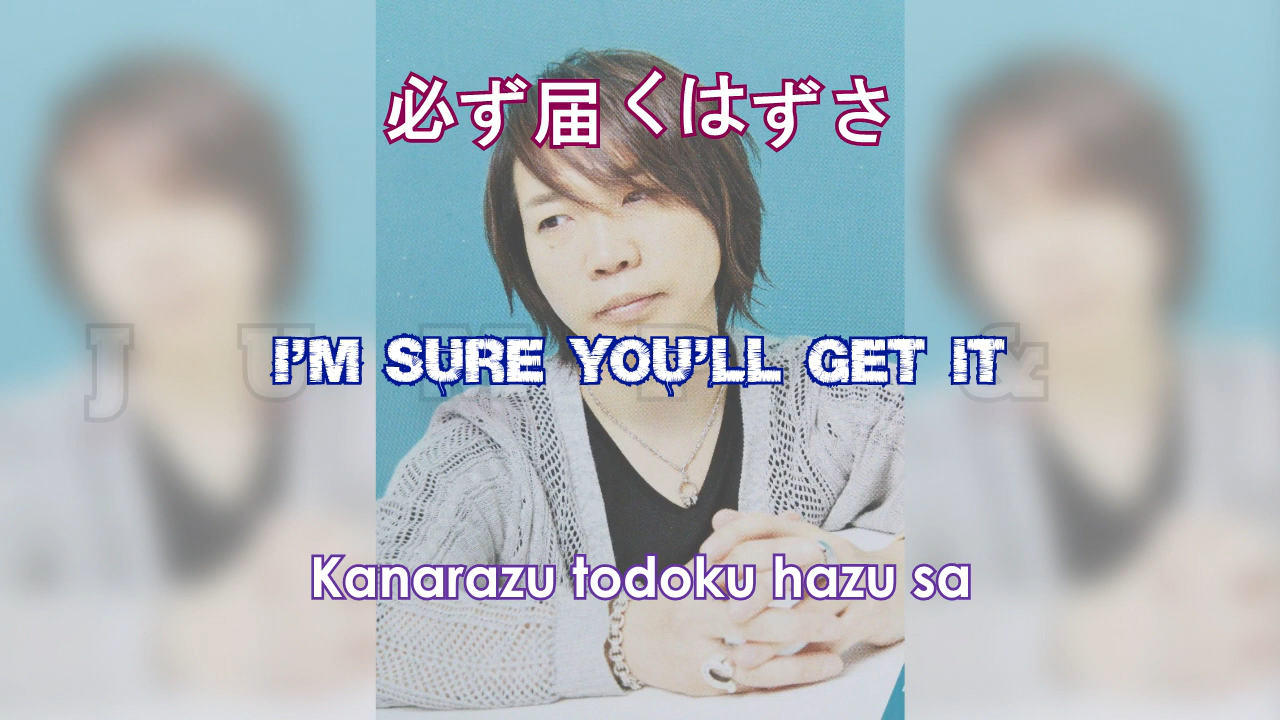 必ず届くはずさ
J U M P &
I'M SURE YOU'LL GET IT
Kanarazu todoku hazu sa